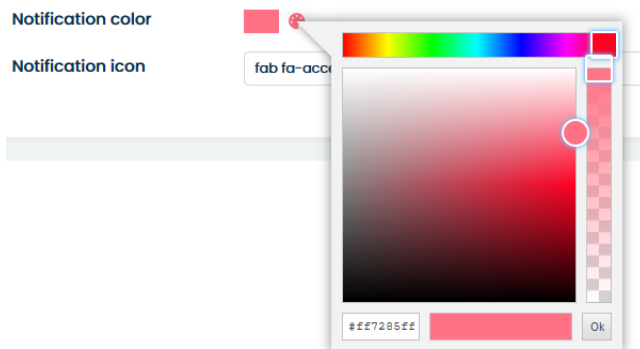 Notification color
Notification icon
fab fa-acce
#ff7285ff
Ok